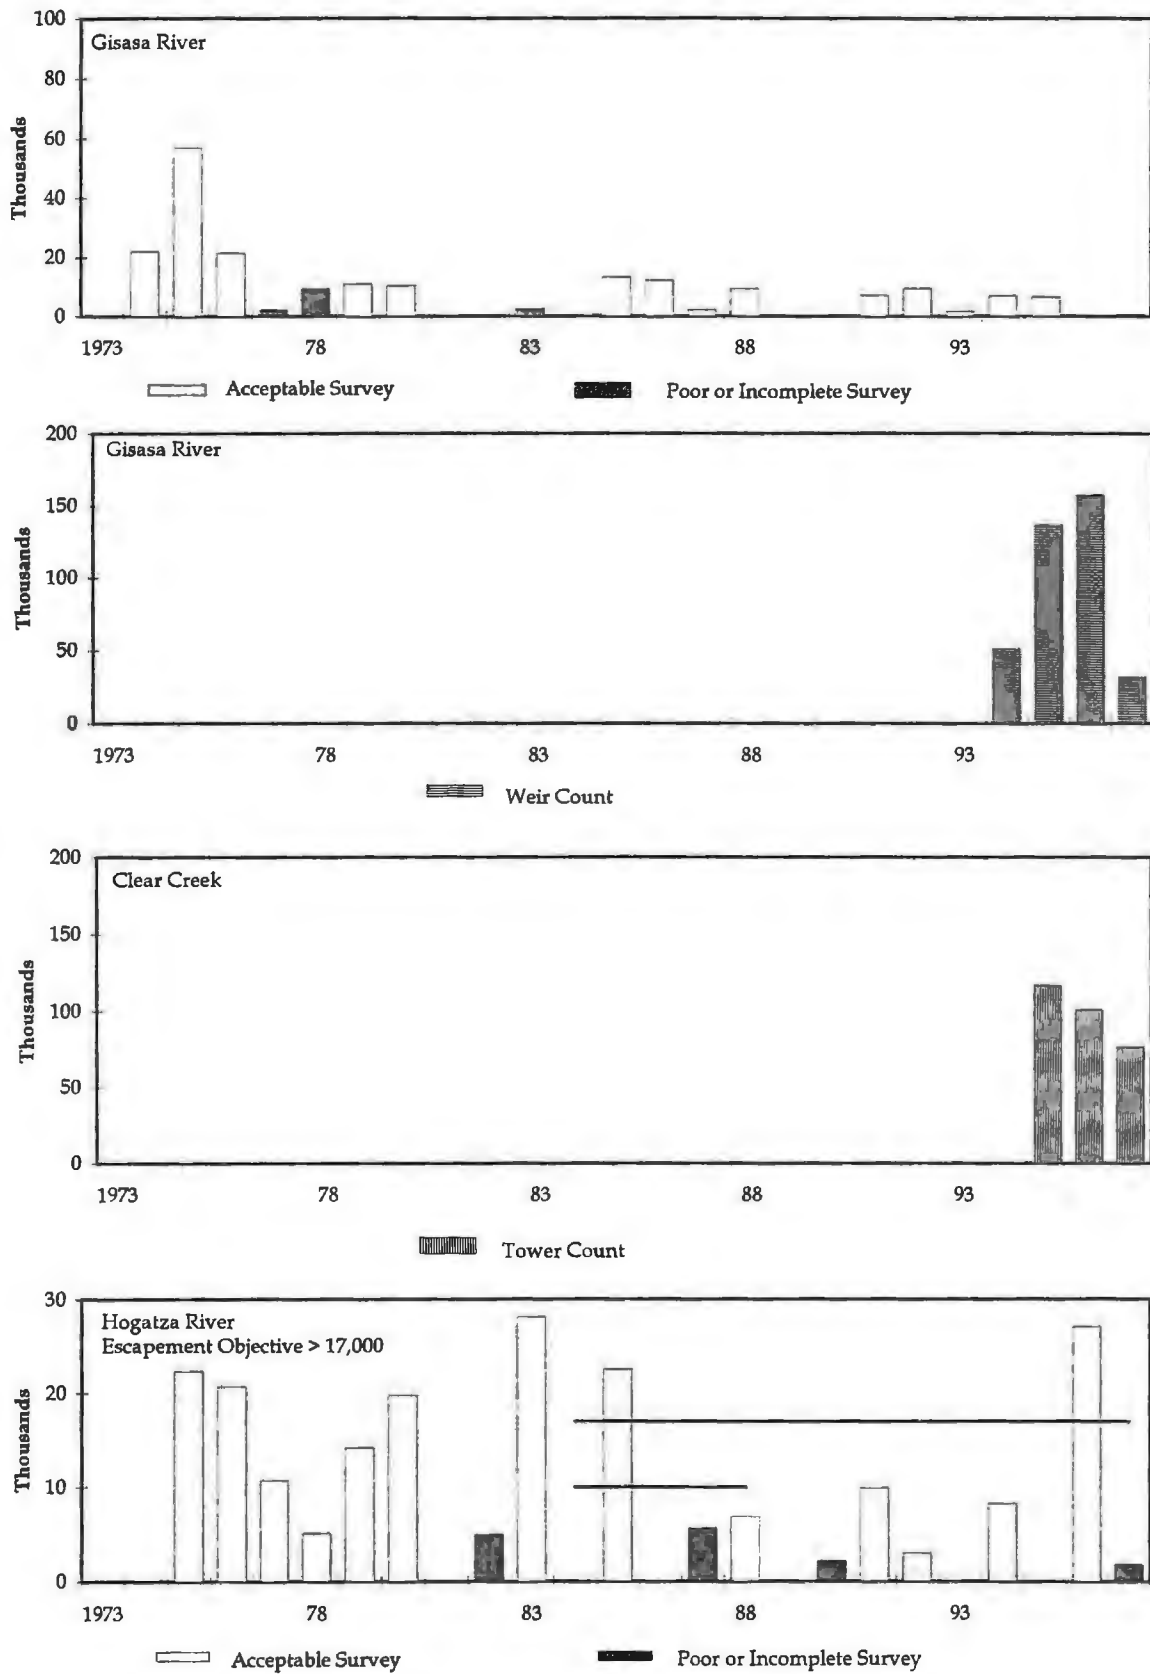 100
Gisasa River
80
60
Thousands
40
20
0
1973 78 83 88 93
Acceptable Survey Poor or Incomplete Survey
200
Gisasa River
150
Thousands
100
50
0
1973 78 83 88 93
Weir Count
200
Clear Creek
150
Thousands
100
50
0
1973 78 83 88 93
Tower Count
30
Hogatza River
Escapement Objective > 17,000
20
Thousands
10
0
1973 78 83 88 93
Acceptable Survey Poor or Incomplete Survey